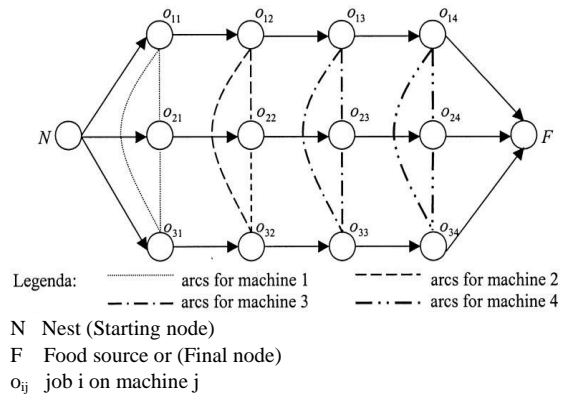 o11 o12 o13 o14
N o21 o22 o23 o24 F
o31 o32 o33 o34
Legenda: arcs for machine 1 arcs for machine 2
arcs for machine 3 arcs for machine 4
N Nest (Starting node)
F Food source or (Final node)
oij job i on machine j